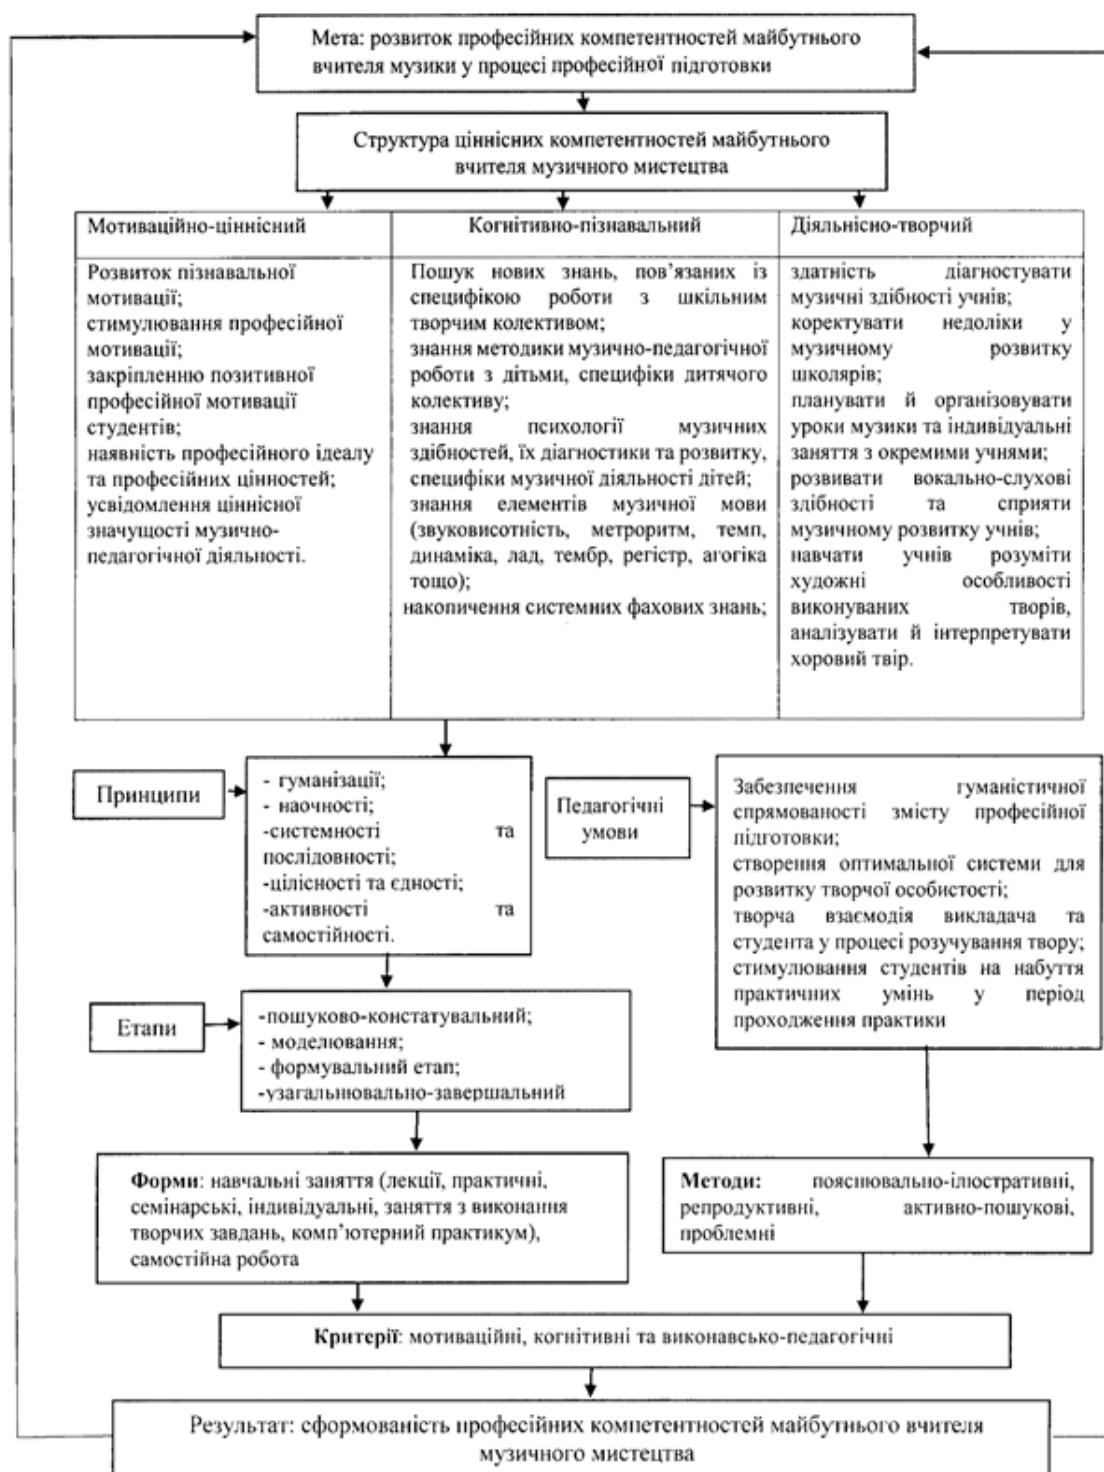 Мета: розвиток професійних компетентностей майбутнього
вчителя музики у процесі професійної підготовки
Структура ціннісних компетентностей майбутнього
вчителя музичного мистецтва
Мотиваційно-ціннісний
Розвиток пізнавальної
мотивації;
стимулювання професійної
мотивації;
закріпленню позитивної
професійної мотивації
студентів;
наявність професійного ідеалу
та професійних цінностей;
усвідомлення ціннісної
значущості музично-
педагогічної діяльності.
Когнитивно-пізнавальний
Пошук нових знань, пов'язаних із
специфікою роботи з шкільним
творчим колективом;
знання методики музично-педагогічної
роботи з дітьми, специфіки дитячого
колективу;
знання психології музичних
здібностей, їх діагностики та розвитку,
специфіки музичної діяльності дітей;
знання елементів музичної мови
(звуковисотність, метроритм, темп,
динаміка, лад, тембр, регістр, агогіка
тощо);
накопичення системних фахових знань;
Діяльнісно-творчий
здатність діагностувати
музичні здібності учнів;
коректувати недоліки у
музичному розвитку
школярів;
планувати й організовувати
уроки музики та індивідуальні
заняття з окремими учнями;
розвивати вокально-слухові
здібності та сприяти
музичному розвитку учнів;
навчати учнів розуміти
художні особливості
виконуваних творів,
аналізувати й інтерпретувати
хоровий твір.
Принципи
- гуманізації;
- наочності;
-системності та
послідовності;
-цілісності та єдності;
-активності та
самостійності.
Педагогічні
умови
Забезпечення гуманістичної
спрямованості змісту професійної
підготовки;
створення оптимальної системи для
розвитку творчої особистості;
творча взаємодія викладача та
студента у процесі розучування твору;
стимулювання студентів на набуття
практичних умінь у період
проходження практики
Етапи
-пошуково-констатувальний;
- моделювання;
- формувальний етап;
-узагальнювально-завершальний
Форми: навчальні заняття (лекції, практичні,
семінарські, індивідуальні, заняття з виконання
творчих завдань, комп'ютерний практикум),
самостійна робота
Методи: пояснювально-ілюстративні,
репродуктивні, активно-пошукові,
проблемні
Критерії: мотиваційні, когнітивні та виконавсько-педагогічні
Результат: сформованість професійних компетентностей майбутнього вчителя
музичного мистецтва